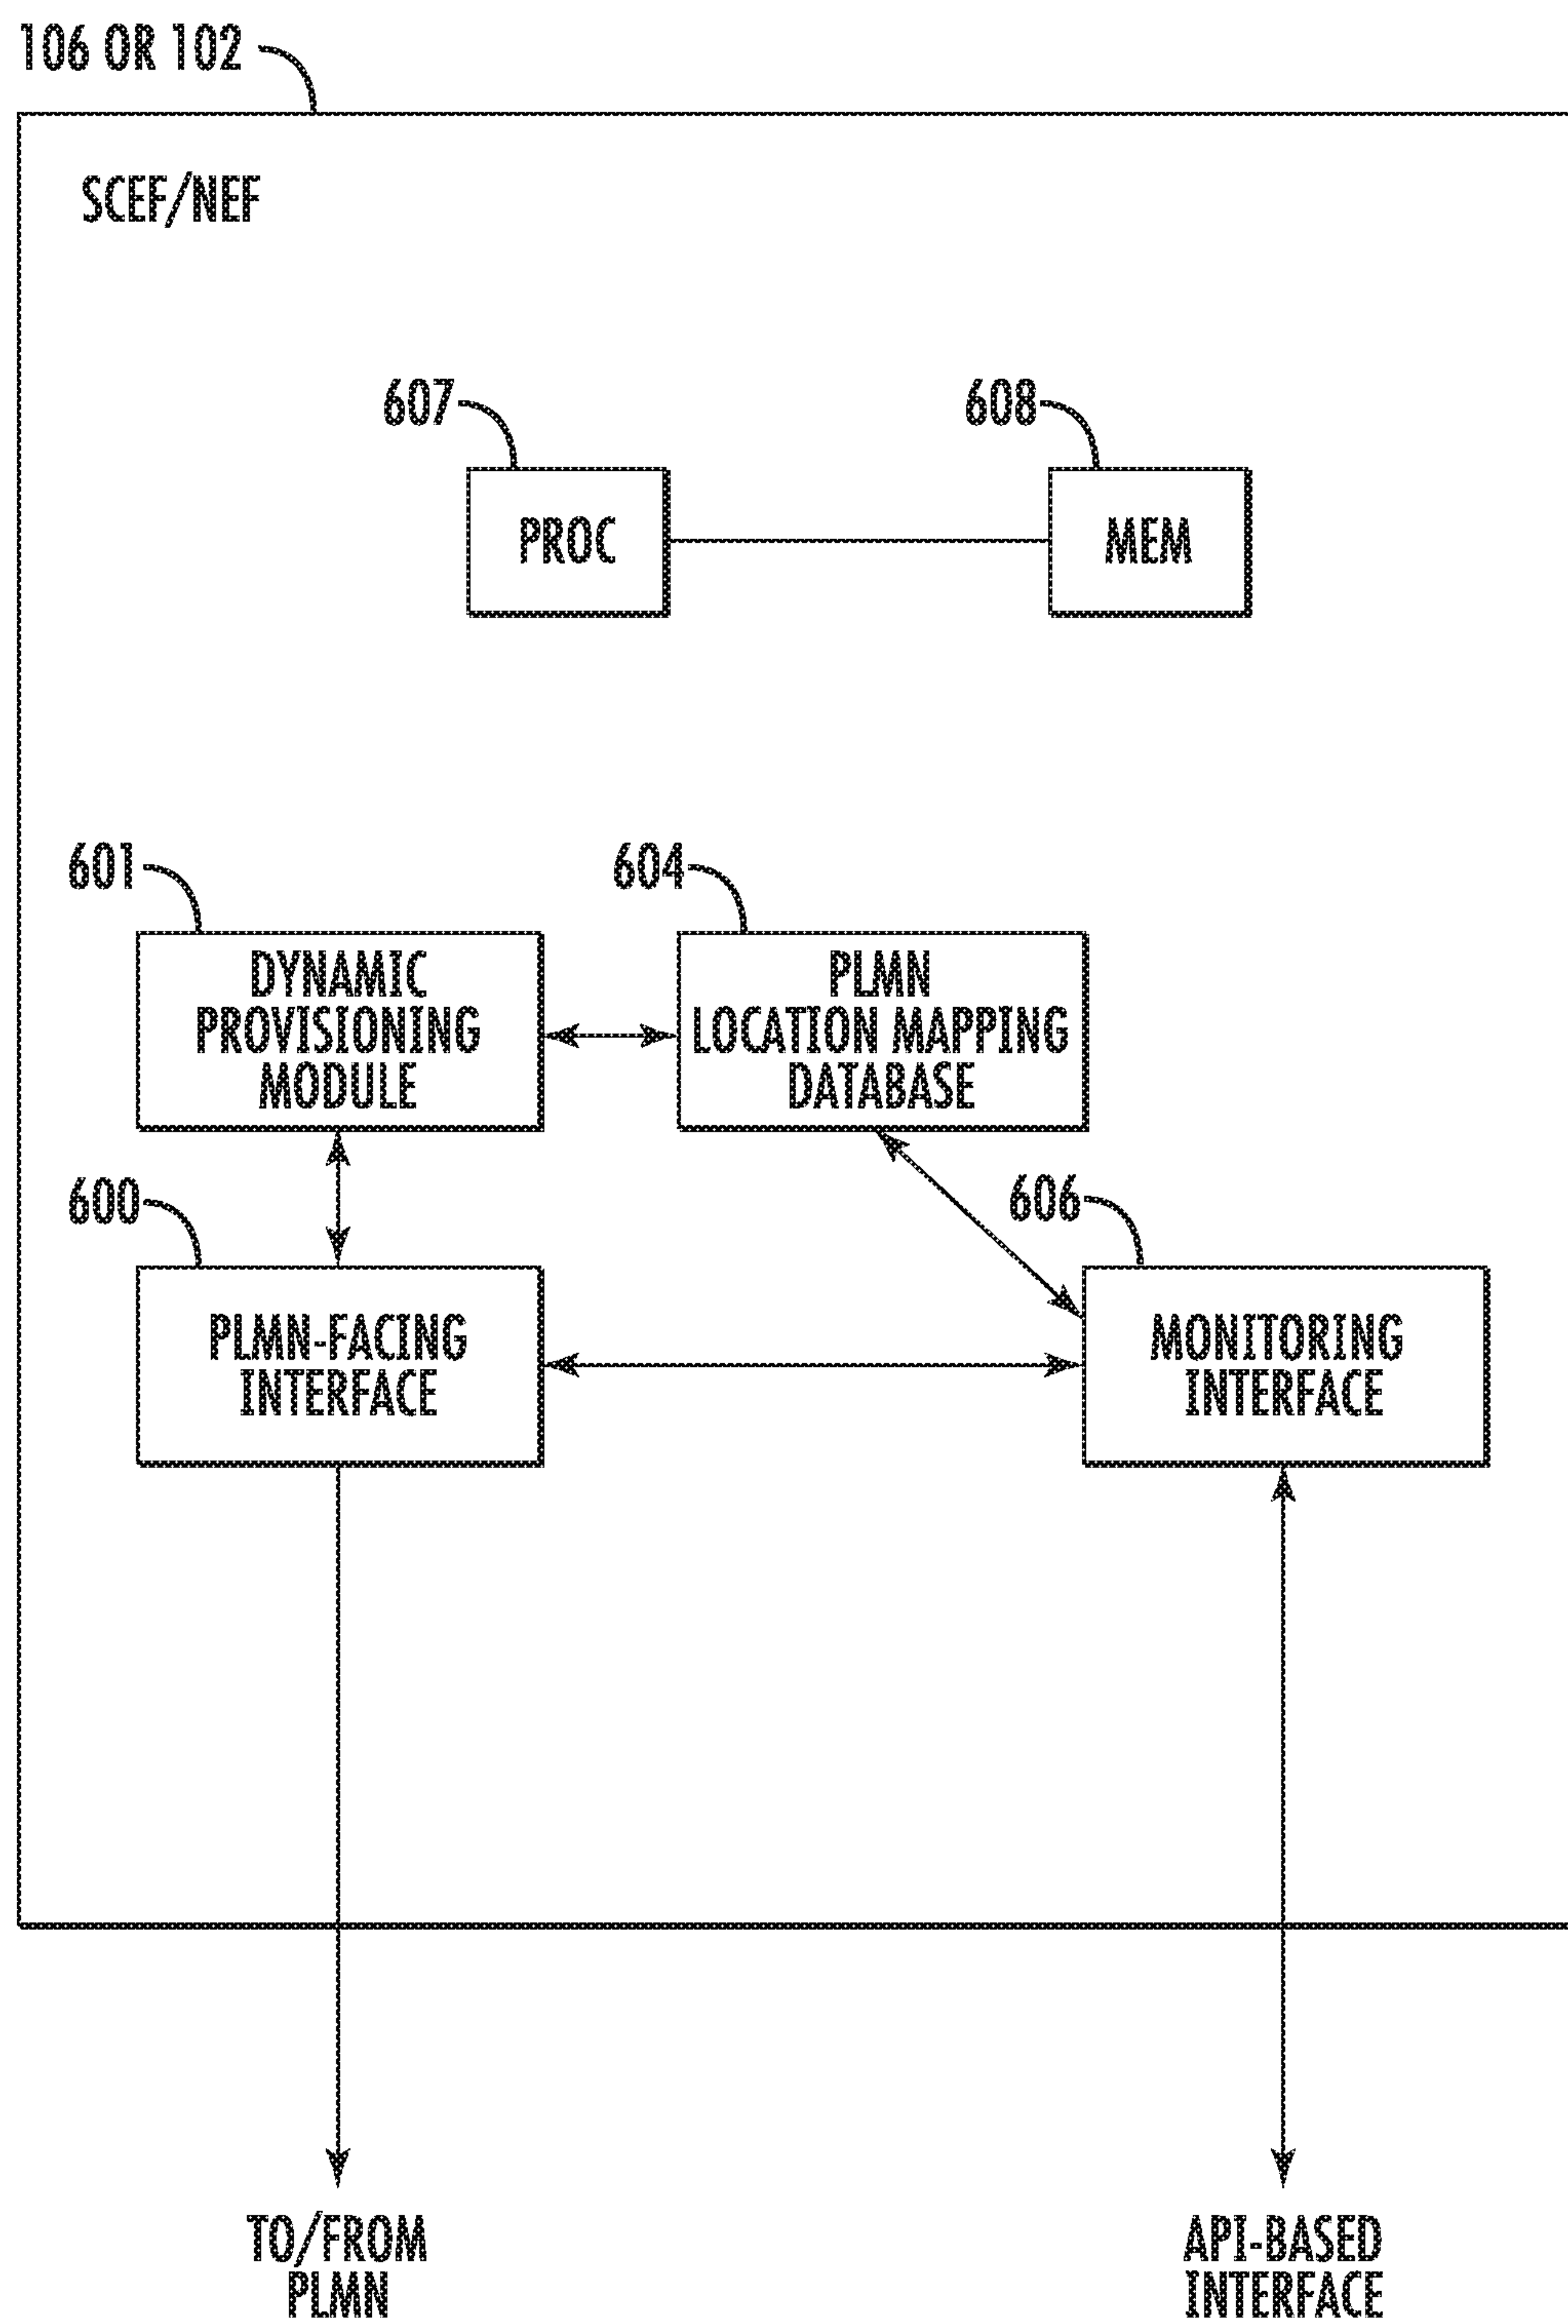 106 OR 102
SCEF/NEF
607
608
PROC
MEM
601
604
DYNAMIC
PROVISIONING
MODULE
PLMN
LOCATION MAPPING
DATABASE
600
606
PLMN-FACING
INTERFACE
MONITORING
INTERFACE
TO/FROM
PLMN
API-BASED
INTERFACE